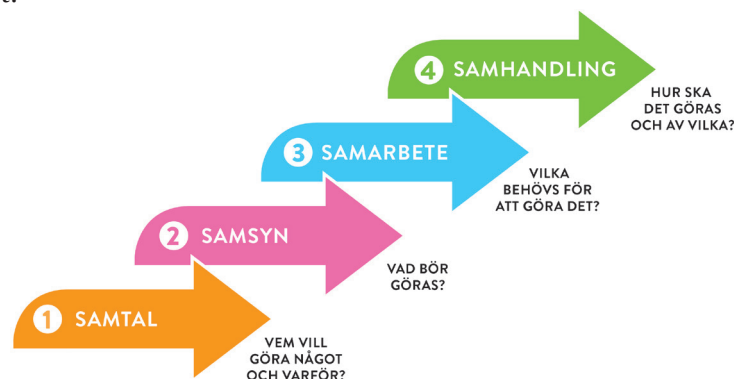 4 SAMHANDLING
HUR SKA
DET GÖRAS
OCH AV VILKA?
3 SAMARBETE
VILKA
BEHÖVS FÖR
ATT GÖRA DET?
2 SAMSYN
VAD BÖR
GÖRAS?
1 SAMTAL
VEM VILL
GÖRA NÅGOT
OCH VARFÖR?